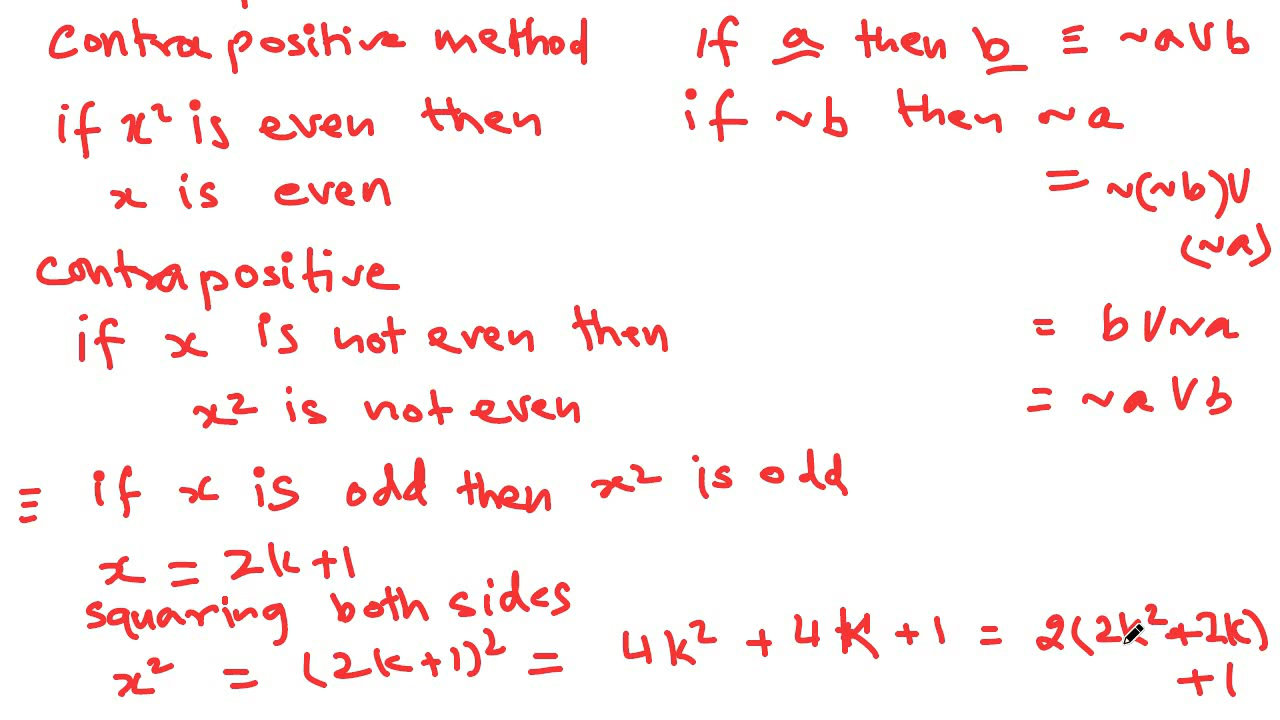 contrapositive method
if x² is even then
x is even
contrapositive
if x is not even then
x² is not even
≡ if x is odd then x² is odd
x = 2k+1
squaring both sides
x² = (2k+1)² = 4k² + 4k + 1 = 2(2k²+2k)
+1
if a then b ≡ ~a∨b
if ~b then ~a
= ~(~b)∨
(~a)
= b∨~a
= ~a∨b